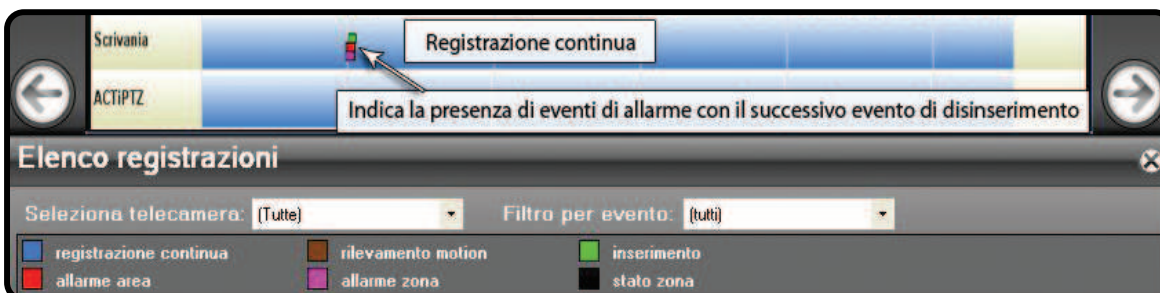 Scrivania
Registrazione continua
ACTiPTZ
Indica la presenza di eventi di allarme con il successivo evento di disinserimento
Elenco registrazioni
Seleziona telecamera: (Tutte) Filtro per evento: (tutti)
registrazione continua rilevamento motion inserimento
allarme area allarme zona stato zona